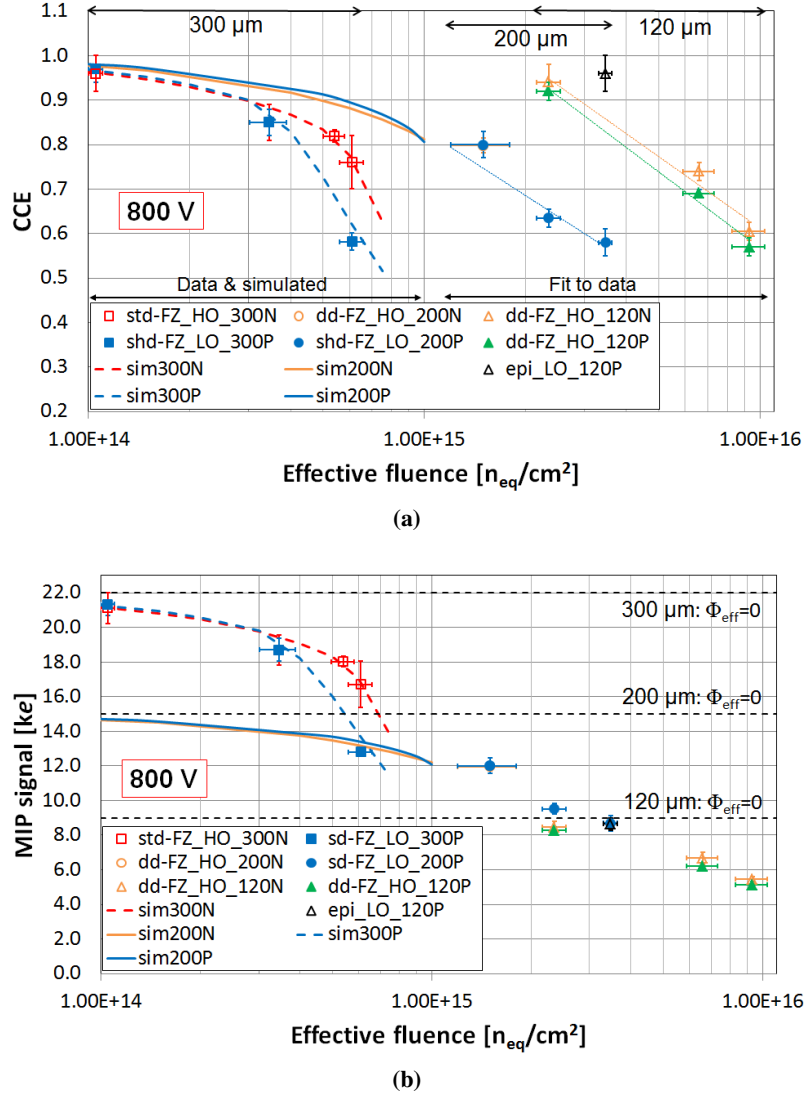 1.1
1.0
0.9
0.8
0.7
0.6
0.5
0.4
0.3
0.2
CCE
300 µm
200 µm
120 µm
800 V
Data & simulated
Fit to data
std-FZ_HO_300N dd-FZ_HO_200N dd-FZ_HO_120N
shd-FZ_LO_300P shd-FZ_LO_200P dd-FZ_HO_120P
sim300N sim200N epi_LO_120P
sim300P sim200P
1.00E+14 1.00E+15 1.00E+16
Effective fluence [n_eq/cm²]
(a)
22.0
20.0
18.0
16.0
14.0
12.0
10.0
8.0
6.0
4.0
2.0
0.0
MIP signal [ke]
300 µm: Φ_eff=0
200 µm: Φ_eff=0
120 µm: Φ_eff=0
800 V
std-FZ_HO_300N sd-FZ_LO_300P
dd-FZ_HO_200N sd-FZ_LO_200P
dd-FZ_HO_120N dd-FZ_HO_120P
sim300N epi_LO_120P
sim200N sim300P
sim200P
1.00E+14 1.00E+15 1.00E+16
Effective fluence [n_eq/cm²]
(b)